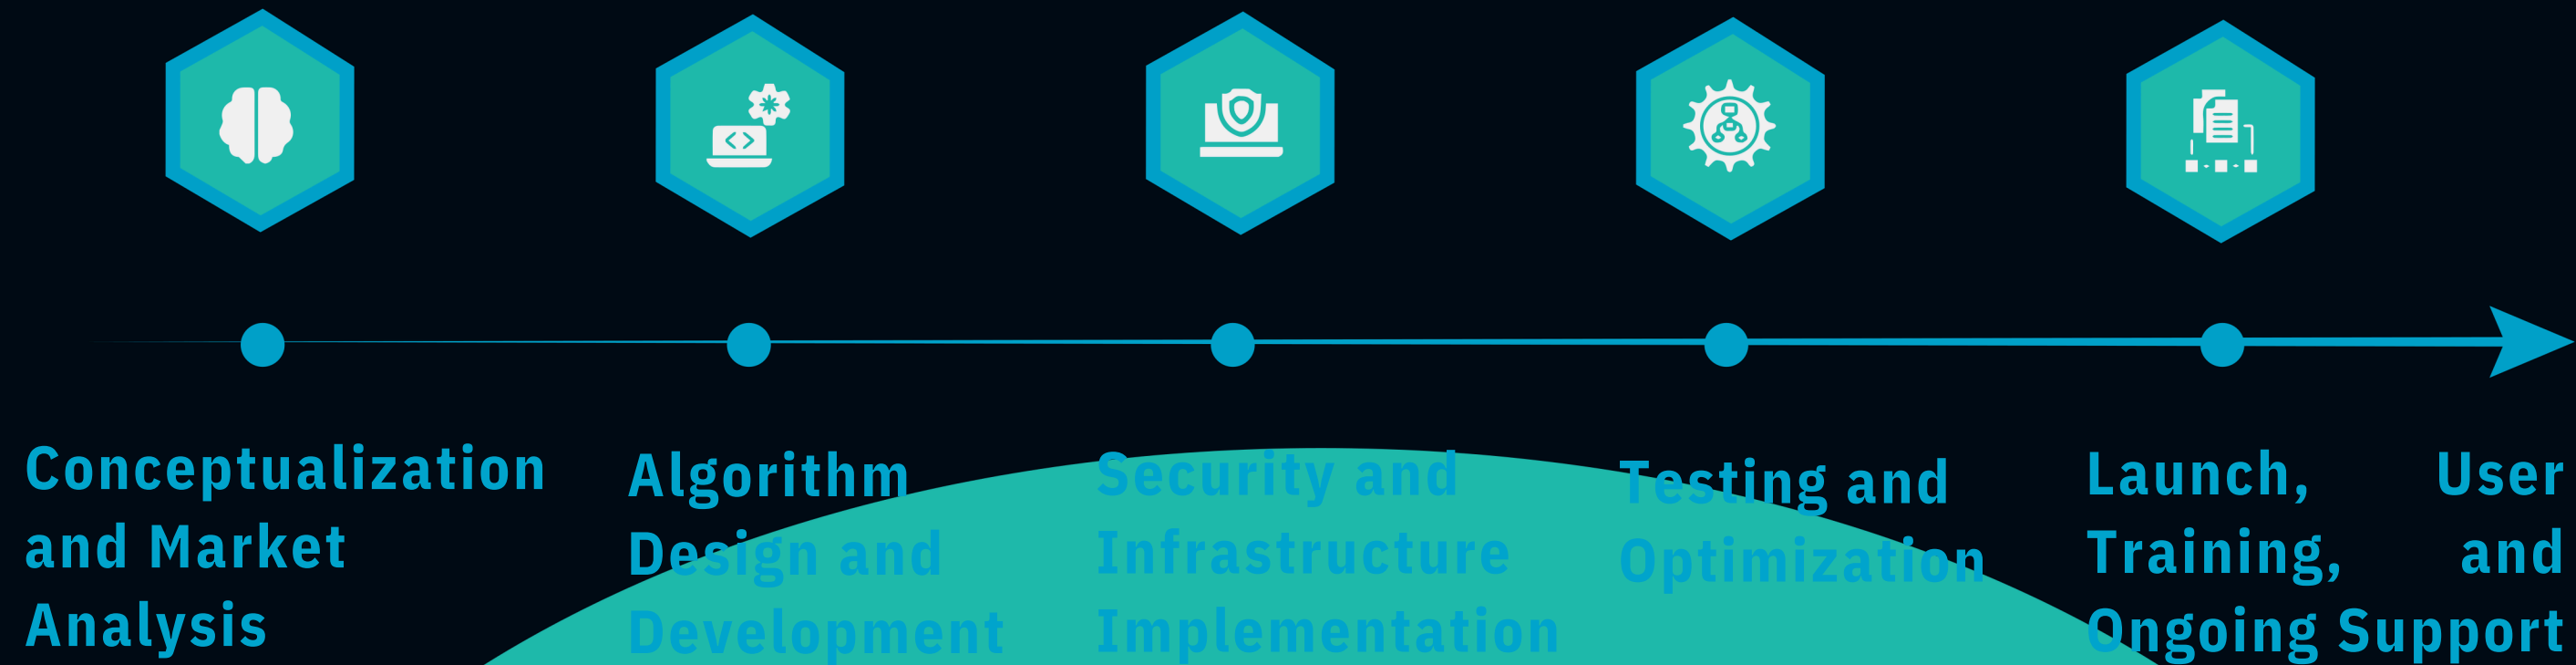 Conceptualization
and Market
Analysis
Algorithm
Design and
Development
Security and
Infrastructure
Implementation
Testing and
Optimization
Launch, User
Training, and
Ongoing Support